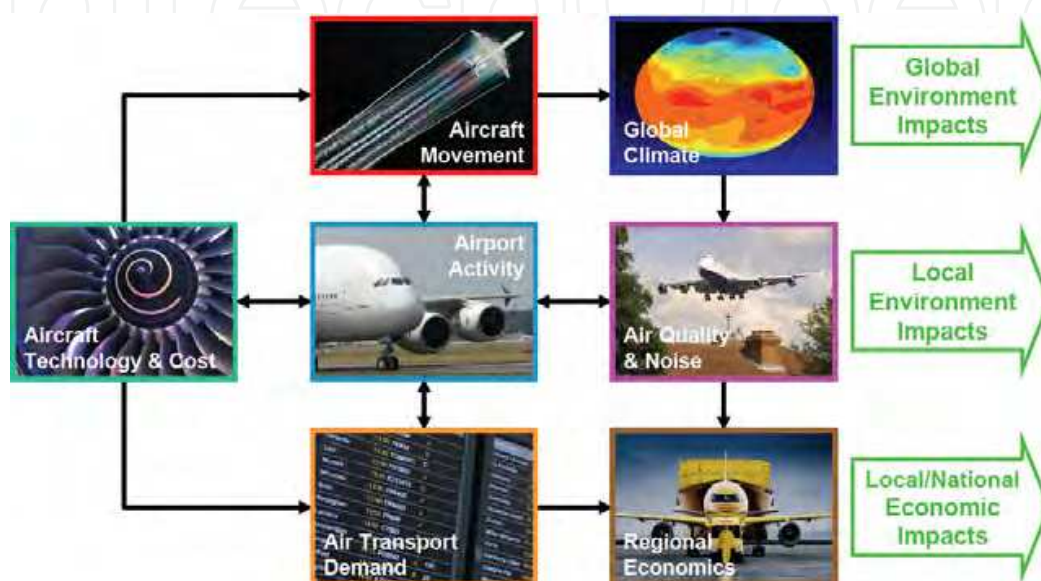 Aircraft
Movement
Global
Climate
Global
Environment
Impacts
Aircraft
Technology & Cost
Airport
Activity
Air Quality
& Noise
Local
Environment
Impacts
Air Transport
Demand
Regional
Economics
Local/National
Economic
Impacts